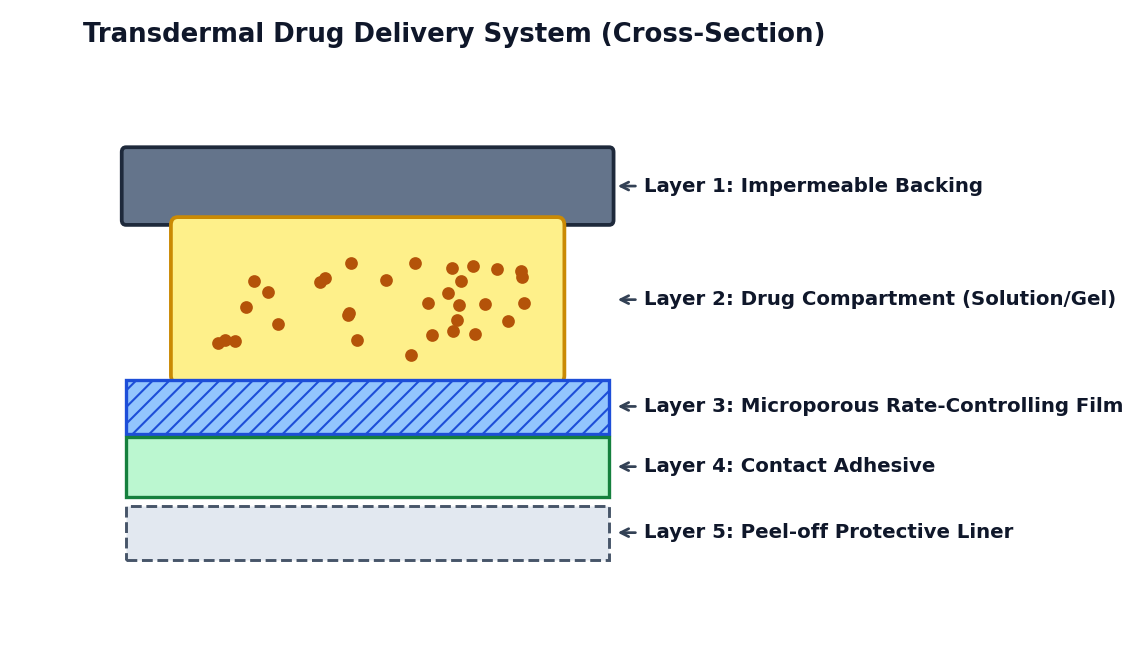 Transdermal Drug Delivery System (Cross-Section)
Layer 1: Impermeable Backing
Layer 2: Drug Compartment (Solution/Gel)
Layer 3: Microporous Rate-Controlling Film
Layer 4: Contact Adhesive
Layer 5: Peel-off Protective Liner